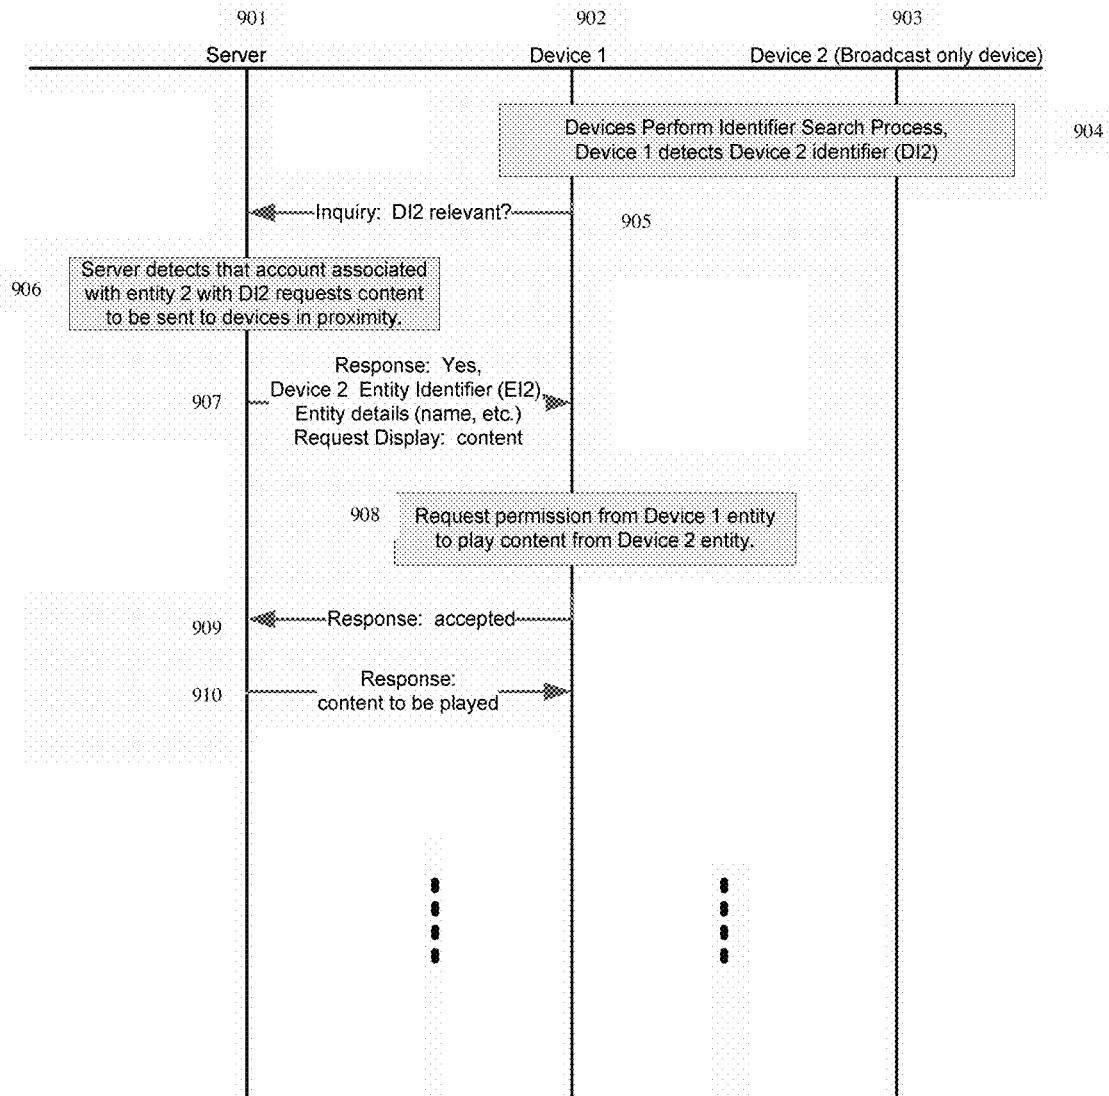 901
902
903
Server
Device 1
Device 2 (Broadcast only device)
Devices Perform Identifier Search Process,
Device 1 detects Device 2 identifier (DI2)
904
Inquiry: DI2 relevant?
905
Server detects that account associated
with entity 2 with DI2 requests content
to be sent to devices in proximity.
906
Response: Yes,
Device 2 Entity Identifier (EI2),
Entity details (name, etc.)
Request Display: content
907
908
Request permission from Device 1 entity
to play content from Device 2 entity.
Response: accepted
909
Response:
content to be played
910